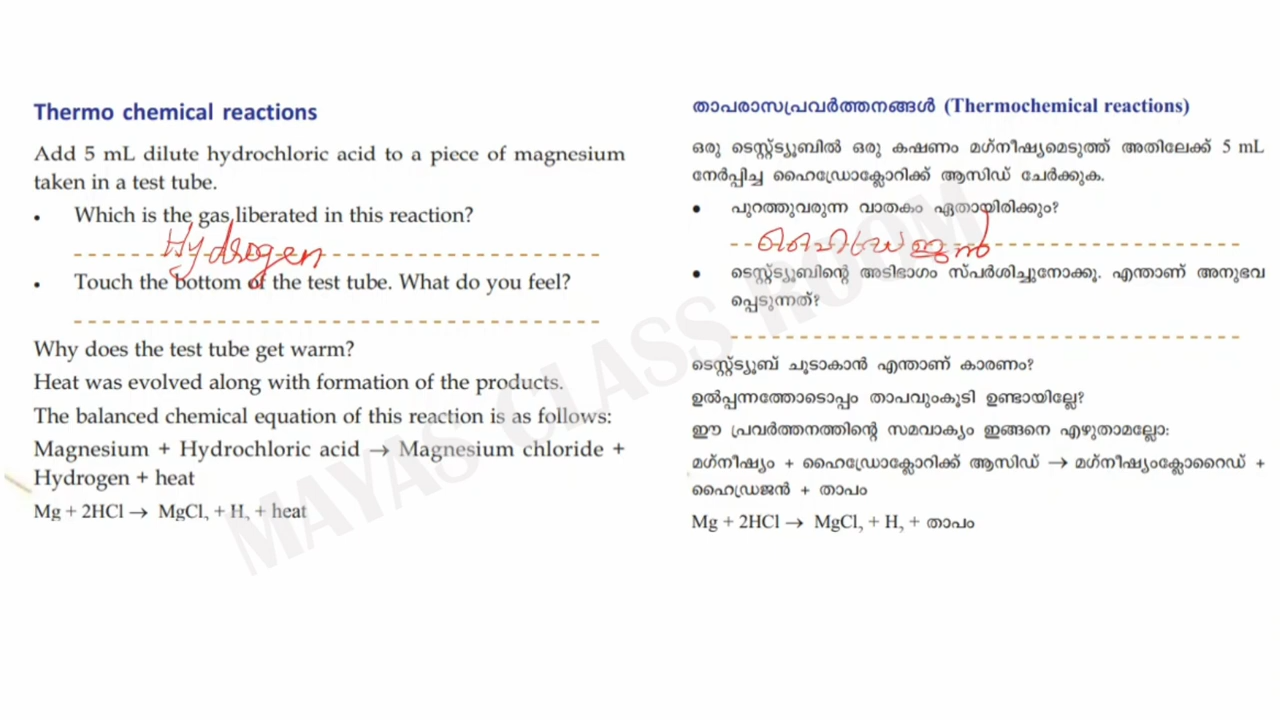 Thermo chemical reactions
Add 5 mL dilute hydrochloric acid to a piece of magnesium
taken in a test tube.
• Which is the gas liberated in this reaction?
Hydrogen
• Touch the bottom of the test tube. What do you feel?
Why does the test tube get warm?
Heat was evolved along with formation of the products.
The balanced chemical equation of this reaction is as follows:
Magnesium + Hydrochloric acid → Magnesium chloride +
Hydrogen + heat
Mg + 2HCl → MgCl₂ + H₂ + heat
താപരാസപ്രവർത്തനങ്ങൾ (Thermochemical reactions)
ഒരു ടെസ്റ്റ്ട്യൂബിൽ ഒരു കഷണം മഗ്നീഷ്യമെടുത്ത് അതിലേക്ക് 5 mL
നേർപ്പിച്ച ഹൈഡ്രോക്ലോറിക്ക് ആസിഡ് ചേർക്കുക.
• പുറത്തുവരുന്ന വാതകം ഏതായിരിക്കും?
ഹൈഡ്രജൻ
• ടെസ്റ്റ്ട്യൂബിന്റെ അടിഭാഗം സ്പർശിച്ചുനോക്കൂ. എന്താണ് അനുഭവ
പ്പെടുന്നത്?
ടെസ്റ്റ്ട്യൂബ് ചൂടാകാൻ എന്താണ് കാരണം?
ഉൽപ്പന്നത്തോടൊപ്പം താപവുംകൂടി ഉണ്ടായില്ലേ?
ഈ പ്രവർത്തനത്തിന്റെ സമവാക്യം ഇങ്ങനെ എഴുതാമല്ലോ:
മഗ്നീഷ്യം + ഹൈഡ്രോക്ലോറിക്ക് ആസിഡ് → മഗ്നീഷ്യംക്ലോറൈഡ് +
ഹൈഡ്രജൻ + താപം
Mg + 2HCl → MgCl₂ + H₂ + താപം
MAYAS CLASS ROOM